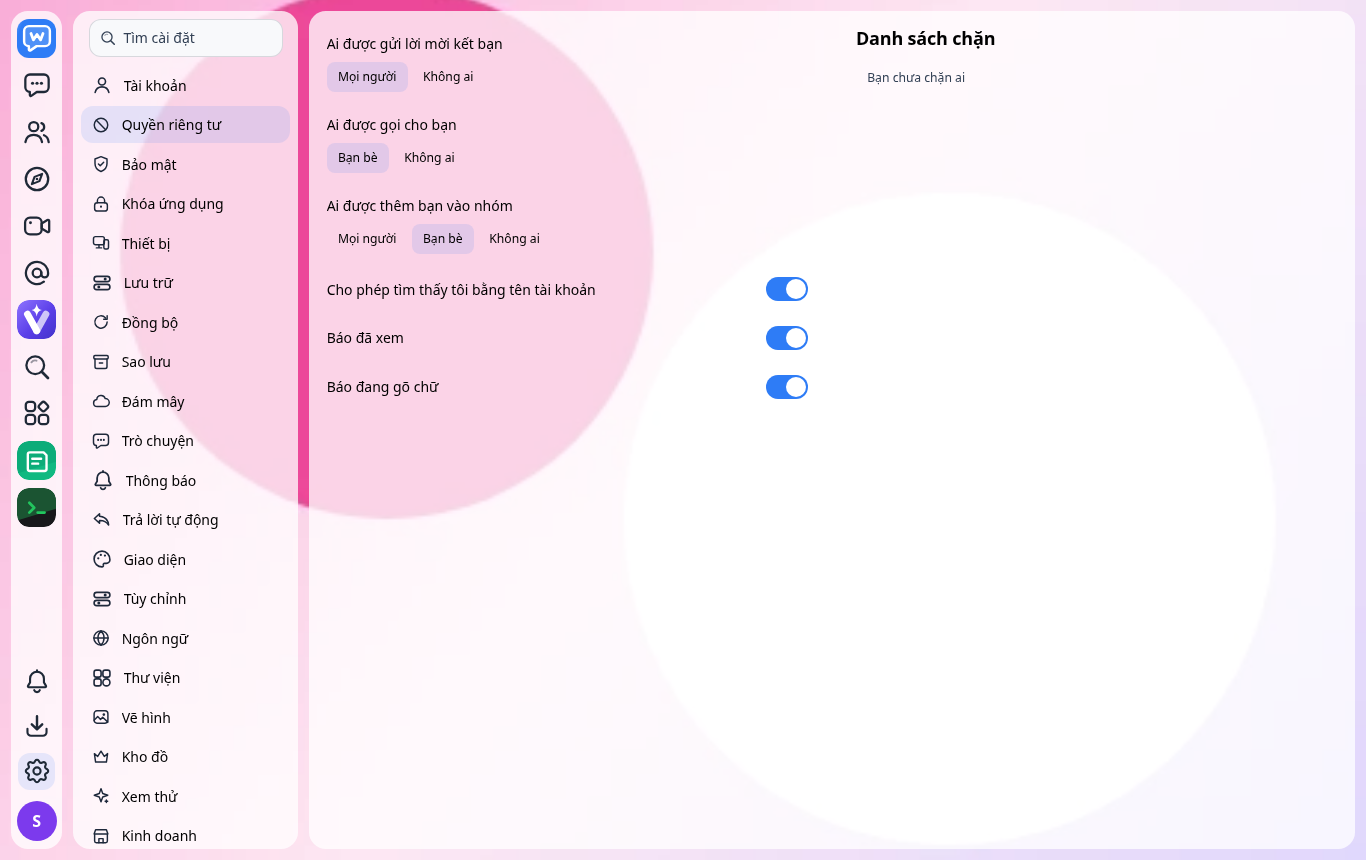 Tìm cài đặt
Tài khoản
Quyền riêng tư
Bảo mật
Khóa ứng dụng
Thiết bị
Lưu trữ
Đồng bộ
Sao lưu
Đám mây
Trò chuyện
Thông báo
Trả lời tự động
Giao diện
Tùy chỉnh
Ngôn ngữ
Thư viện
Vẽ hình
Kho đồ
Xem thử
Kinh doanh
S
Ai được gửi lời mời kết bạn
Mọi người Không ai
Ai được gọi cho bạn
Bạn bè Không ai
Ai được thêm bạn vào nhóm
Mọi người Bạn bè Không ai
Cho phép tìm thấy tôi bằng tên tài khoản
Báo đã xem
Báo đang gõ chữ
Danh sách chặn
Bạn chưa chặn ai